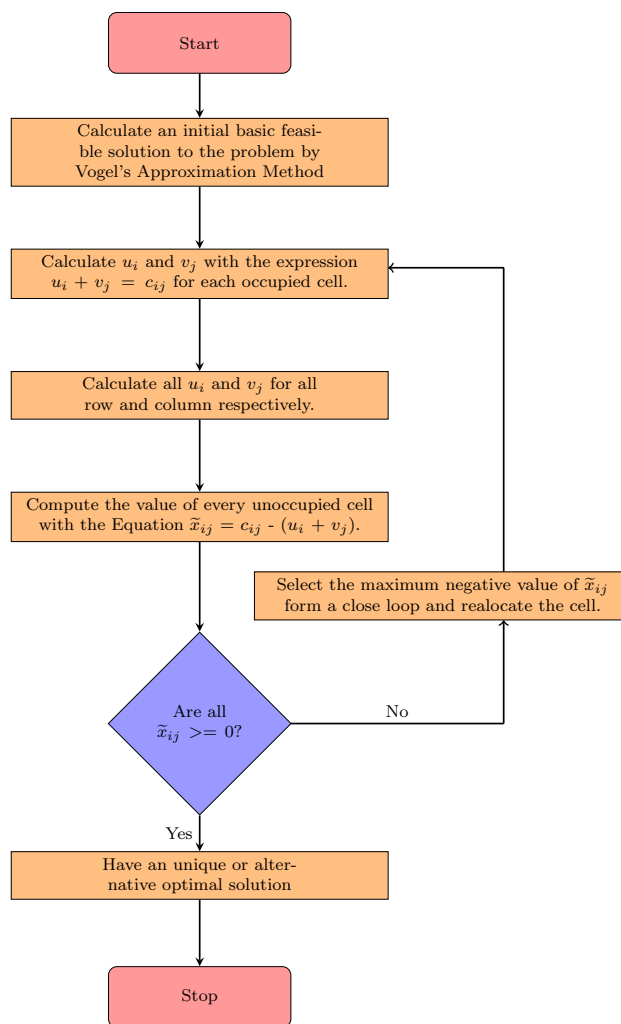 Start
Calculate an initial basic feasi-
ble solution to the problem by
Vogel's Approximation Method
Calculate u_i and v_j with the expression
u_i + v_j = c_ij for each occupied cell.
Calculate all u_i and v_j for all
row and column respectively.
Compute the value of every unoccupied cell
with the Equation x̃_ij = c_ij - (u_i + v_j).
Select the maximum negative value of x̃_ij
form a close loop and realocate the cell.
Are all
x̃_ij >= 0?
No
Yes
Have an unique or alter-
native optimal solution
Stop